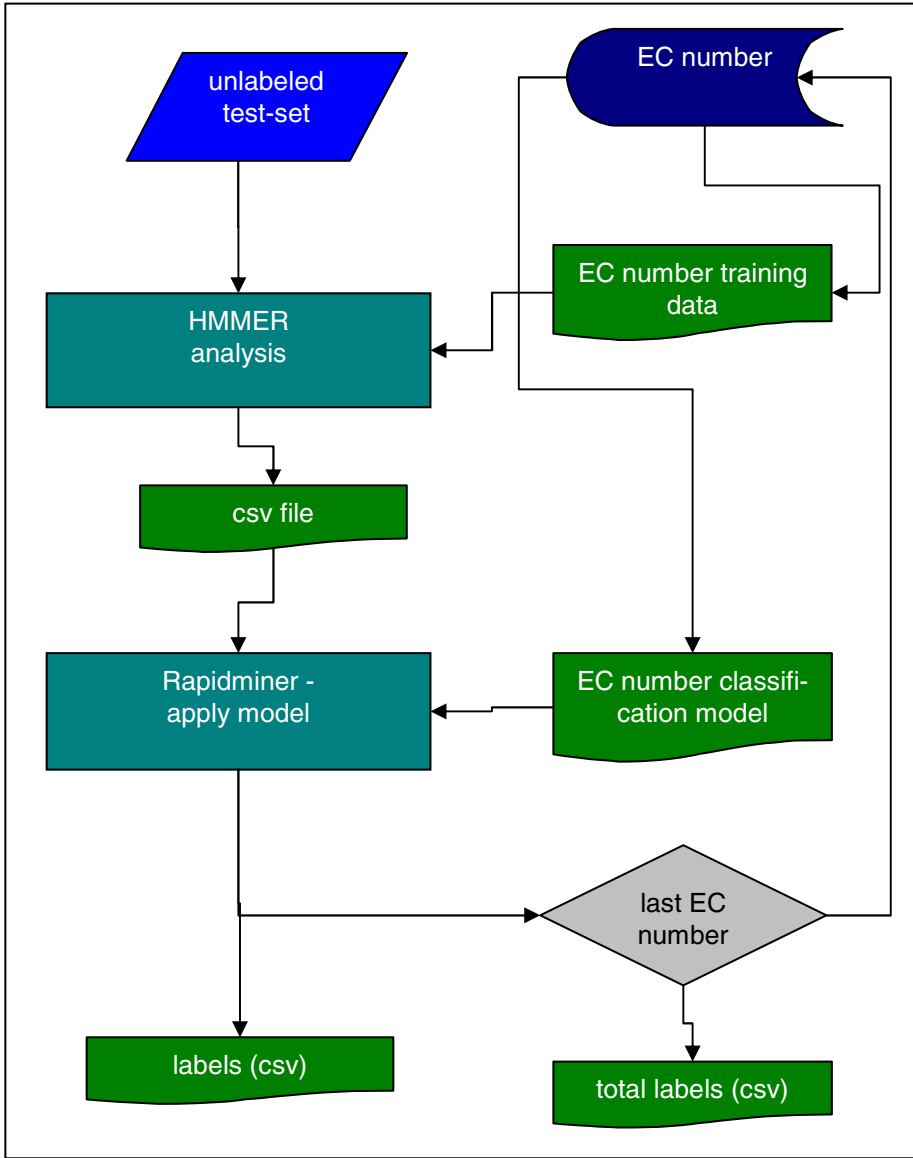 unlabeled
test-set
EC number
EC number training
data
HMMER
analysis
csv file
Rapidminer -
apply model
EC number classifi-
cation model
last EC
number
labels (csv)
total labels (csv)